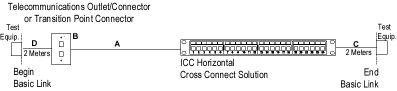 Telecommunications Outlet/Connector
or Transition Point Connector
Test
Equip.
D
2 Meters
B
A
C
2 Meters
Test
Equip.
Begin
Basic Link
ICC Horizontal
Cross Connect Solution
End
Basic Link